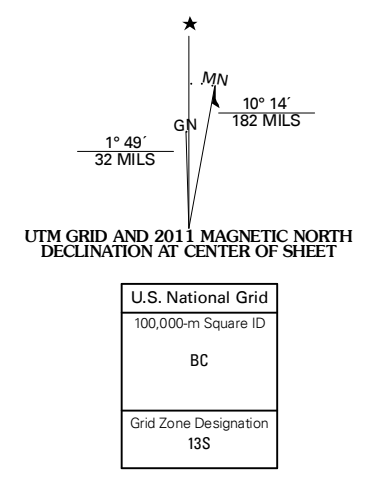 ★
MN
GN
10° 14´
182 MILS
1° 49´
32 MILS
UTM GRID AND 2011 MAGNETIC NORTH
DECLINATION AT CENTER OF SHEET
U.S. National Grid
100,000-m Square ID
BC
Grid Zone Designation
13S